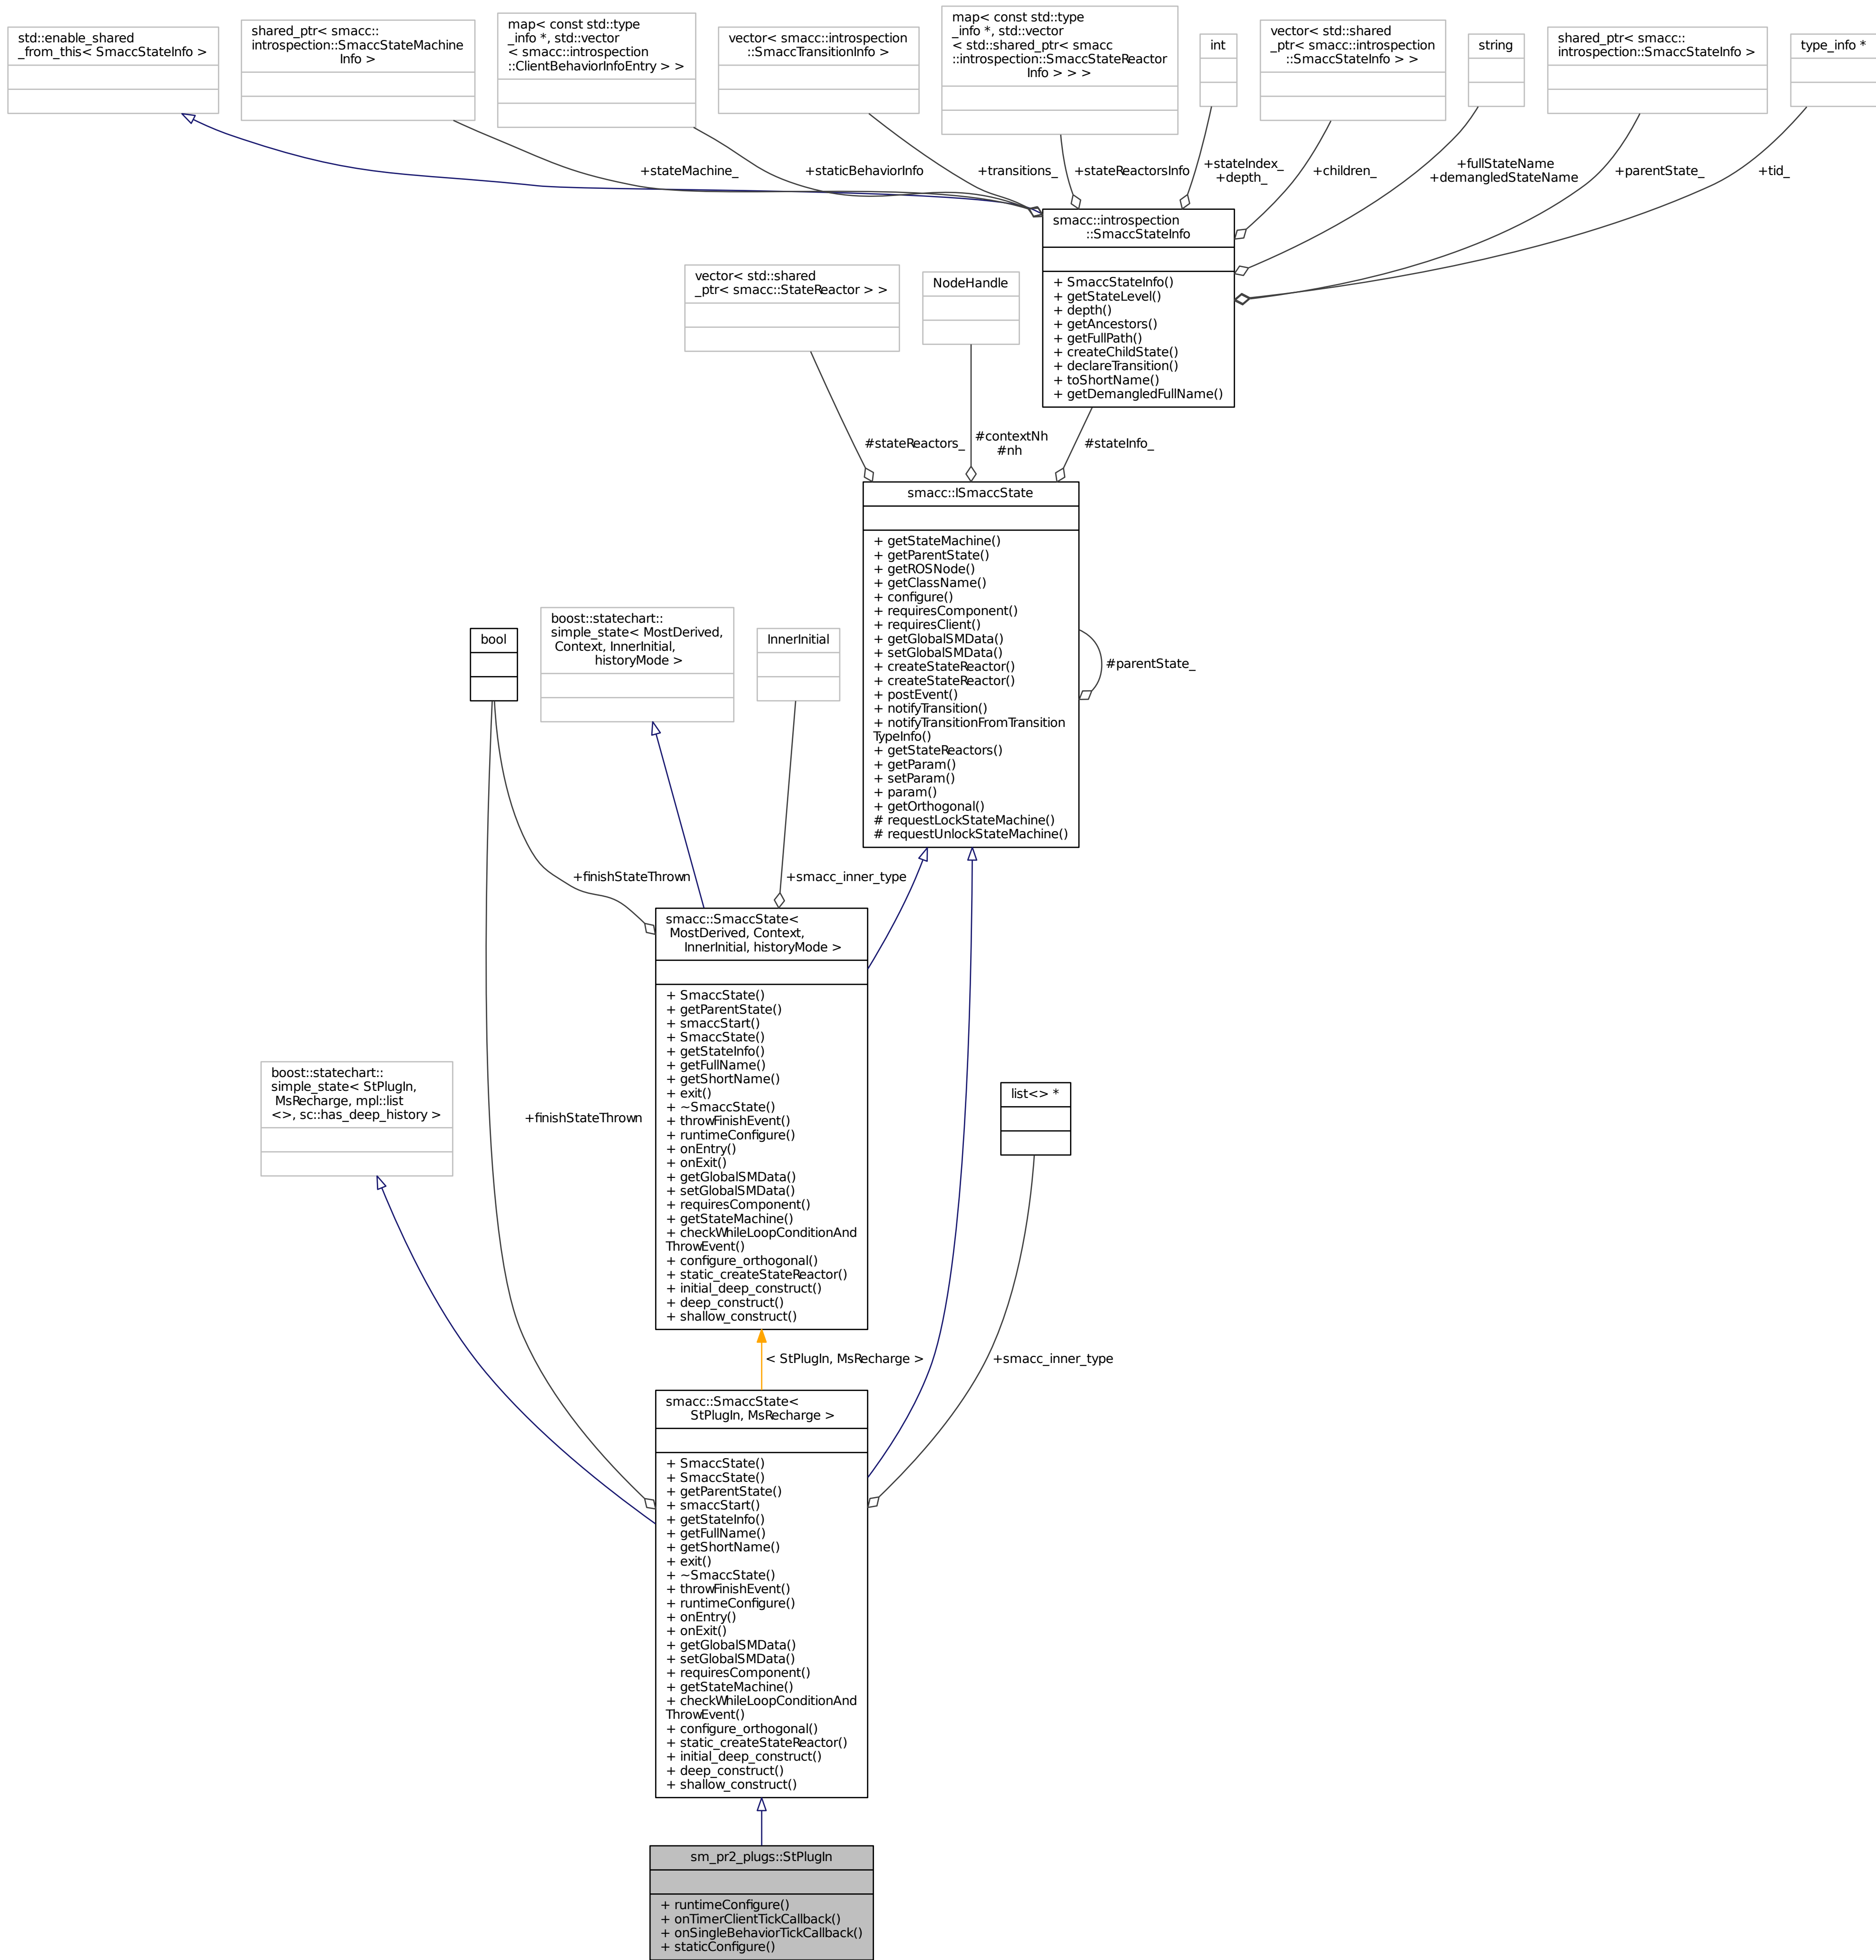 std::enable_shared
_from_this< SmaccStateInfo >
shared_ptr< smacc::
introspection::SmaccStateMachine
Info >
map< const std::type
_info *, std::vector
< smacc::introspection
::ClientBehaviorInfoEntry > >
vector< smacc::introspection
::SmaccTransitionInfo >
map< const std::type
_info *, std::vector
< std::shared_ptr< smacc
::introspection::SmaccStateReactor
Info > > >
int
vector< std::shared
_ptr< smacc::introspection
::SmaccStateInfo > >
string
shared_ptr< smacc::
introspection::SmaccStateInfo >
type_info *
+stateMachine_
+staticBehaviorInfo
+transitions_
+stateReactorsInfo
+stateIndex_
+depth_
+children_
+fullStateName
+demangledStateName
+parentState_
+tid_
smacc::introspection
::SmaccStateInfo
+ SmaccStateInfo()
+ getStateLevel()
+ depth()
+ getAncestors()
+ getFullPath()
+ createChildState()
+ declareTransition()
+ toShortName()
+ getDemangledFullName()
vector< std::shared
_ptr< smacc::StateReactor > >
NodeHandle
#stateReactors_
#contextNh
#nh
#stateInfo_
smacc::ISmaccState
+ getStateMachine()
+ getParentState()
+ getROSNode()
+ getClassName()
+ configure()
+ requiresComponent()
+ requiresClient()
+ getGlobalSMData()
+ setGlobalSMData()
+ createStateReactor()
+ createStateReactor()
+ postEvent()
+ notifyTransition()
+ notifyTransitionFromTransition
TypeInfo()
+ getStateReactors()
+ getParam()
+ setParam()
+ param()
+ getOrthogonal()
# requestLockStateMachine()
# requestUnlockStateMachine()
#parentState_
bool
boost::statechart::
simple_state< MostDerived,
Context, InnerInitial,
historyMode >
InnerInitial
+finishStateThrown
+smacc_inner_type
smacc::SmaccState<
MostDerived, Context,
InnerInitial, historyMode >
+ SmaccState()
+ getParentState()
+ smaccStart()
+ SmaccState()
+ getStateInfo()
+ getFullName()
+ getShortName()
+ exit()
+ ~SmaccState()
+ throwFinishEvent()
+ runtimeConfigure()
+ onEntry()
+ onExit()
+ getGlobalSMData()
+ setGlobalSMData()
+ requiresComponent()
+ getStateMachine()
+ checkWhileLoopConditionAnd
ThrowEvent()
+ configure_orthogonal()
+ static_createStateReactor()
+ initial_deep_construct()
+ deep_construct()
+ shallow_construct()
boost::statechart::
simple_state< StPlugIn,
MsRecharge, mpl::list
<>, sc::has_deep_history >
+finishStateThrown
list<> *
< StPlugIn, MsRecharge >
+smacc_inner_type
smacc::SmaccState<
StPlugIn, MsRecharge >
+ SmaccState()
+ SmaccState()
+ getParentState()
+ smaccStart()
+ getStateInfo()
+ getFullName()
+ getShortName()
+ exit()
+ ~SmaccState()
+ throwFinishEvent()
+ runtimeConfigure()
+ onEntry()
+ onExit()
+ getGlobalSMData()
+ setGlobalSMData()
+ requiresComponent()
+ getStateMachine()
+ checkWhileLoopConditionAnd
ThrowEvent()
+ configure_orthogonal()
+ static_createStateReactor()
+ initial_deep_construct()
+ deep_construct()
+ shallow_construct()
sm_pr2_plugs::StPlugIn
+ runtimeConfigure()
+ onTimerClientTickCallback()
+ onSingleBehaviorTickCallback()
+ staticConfigure()